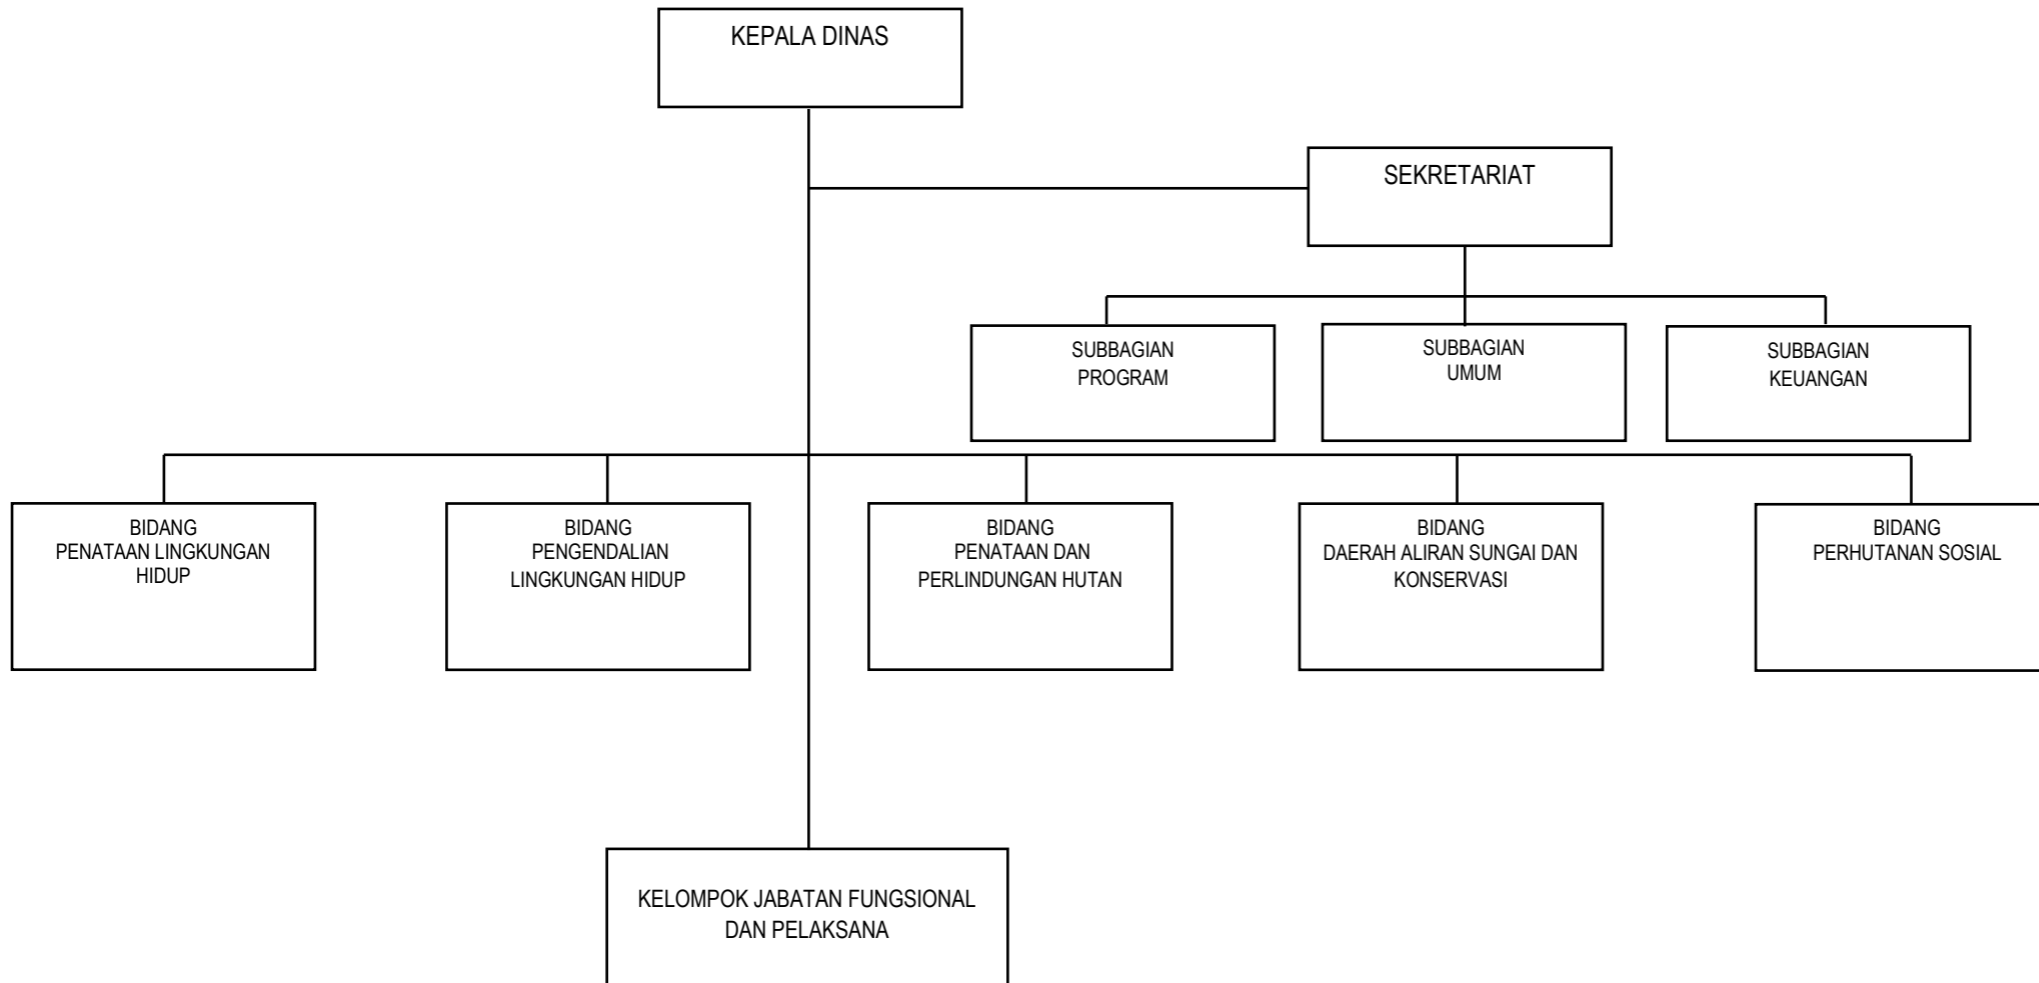 KEPALA DINAS
SEKRETARIAT
SUBBAGIAN
PROGRAM
SUBBAGIAN
UMUM
SUBBAGIAN
KEUANGAN
BIDANG
PENATAAN LINGKUNGAN
HIDUP
BIDANG
PENGENDALIAN
LINGKUNGAN HIDUP
BIDANG
PENATAAN DAN
PERLINDUNGAN HUTAN
BIDANG
DAERAH ALIRAN SUNGAI DAN
KONSERVASI
BIDANG
PERHUTANAN SOSIAL
KELOMPOK JABATAN FUNGSIONAL
DAN PELAKSANA